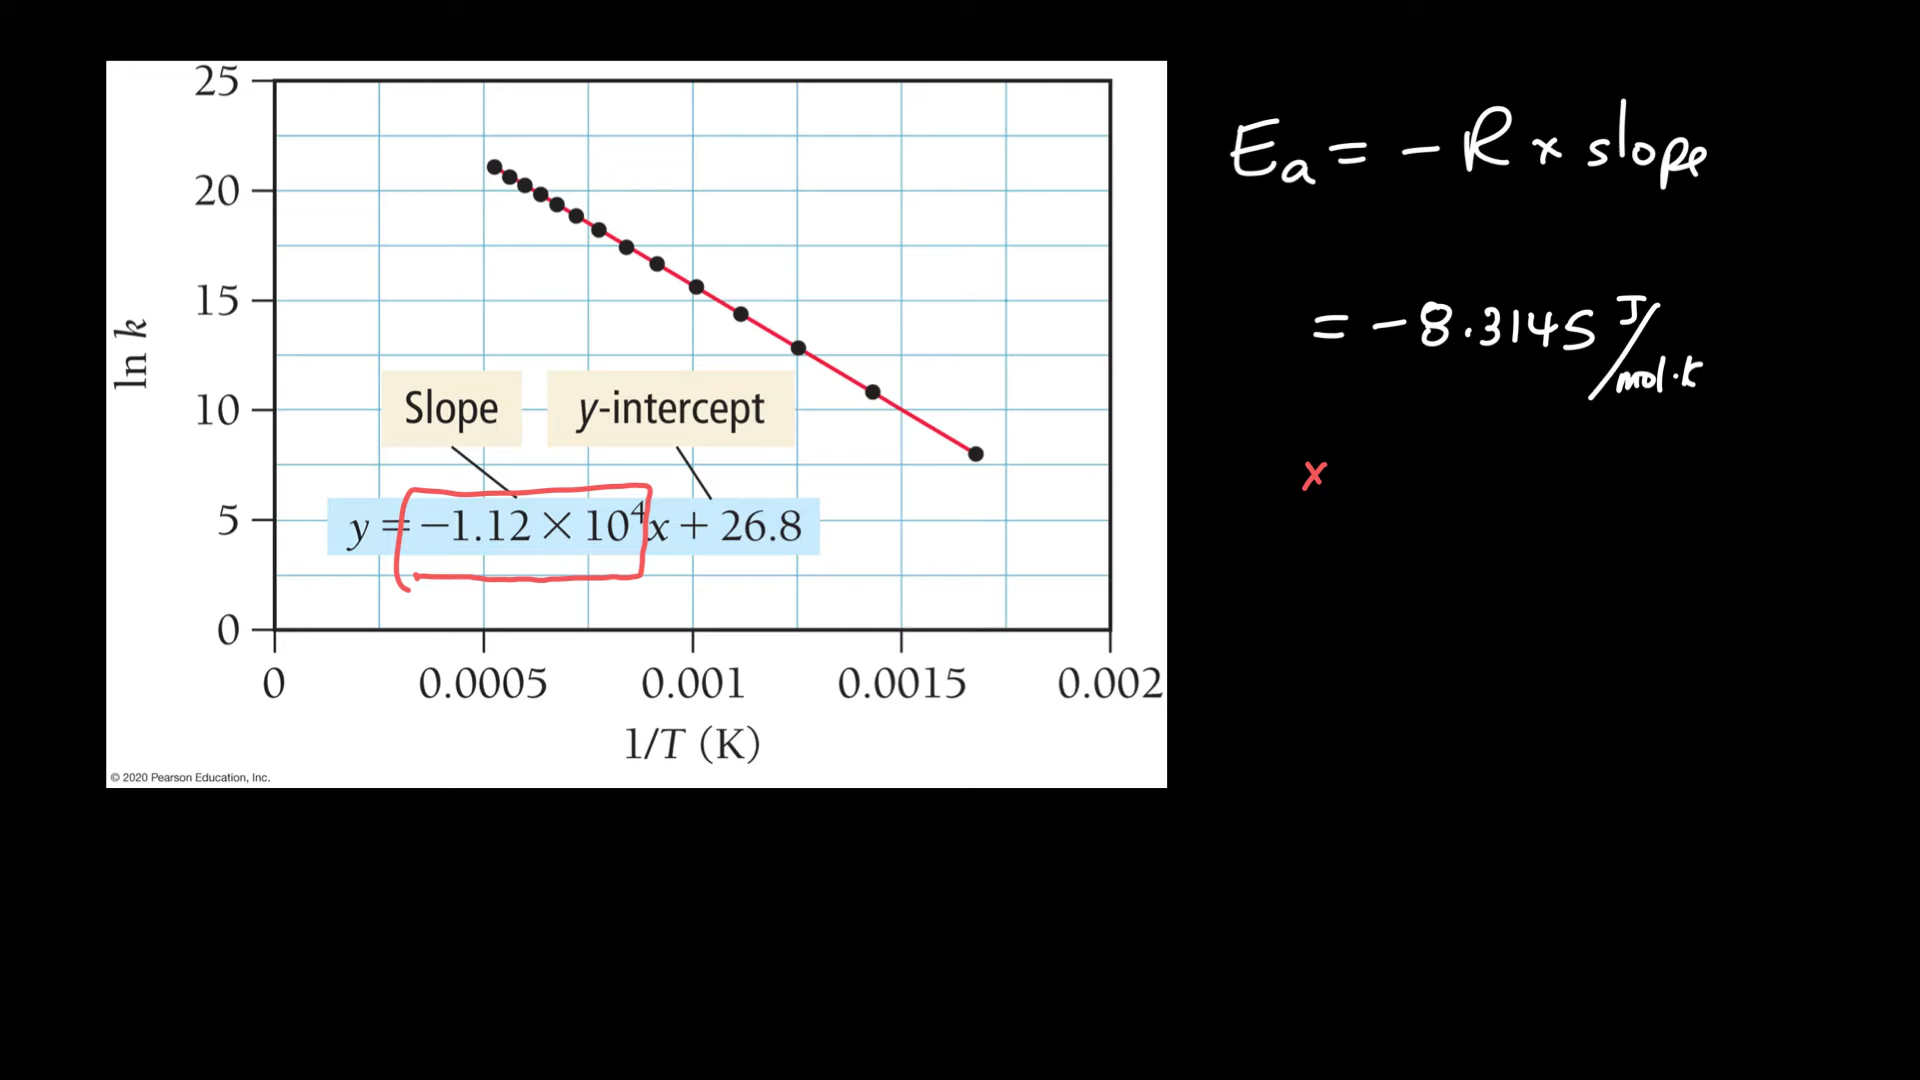 25
20
15
10
5
0
ln k
Slope
y-intercept
y = −1.12 × 10⁴x + 26.8
0 0.0005 0.001 0.0015 0.002
1/T (K)
© 2020 Pearson Education, Inc.
Ea = - R x slope
= - 8.3145 J/mol·K
x